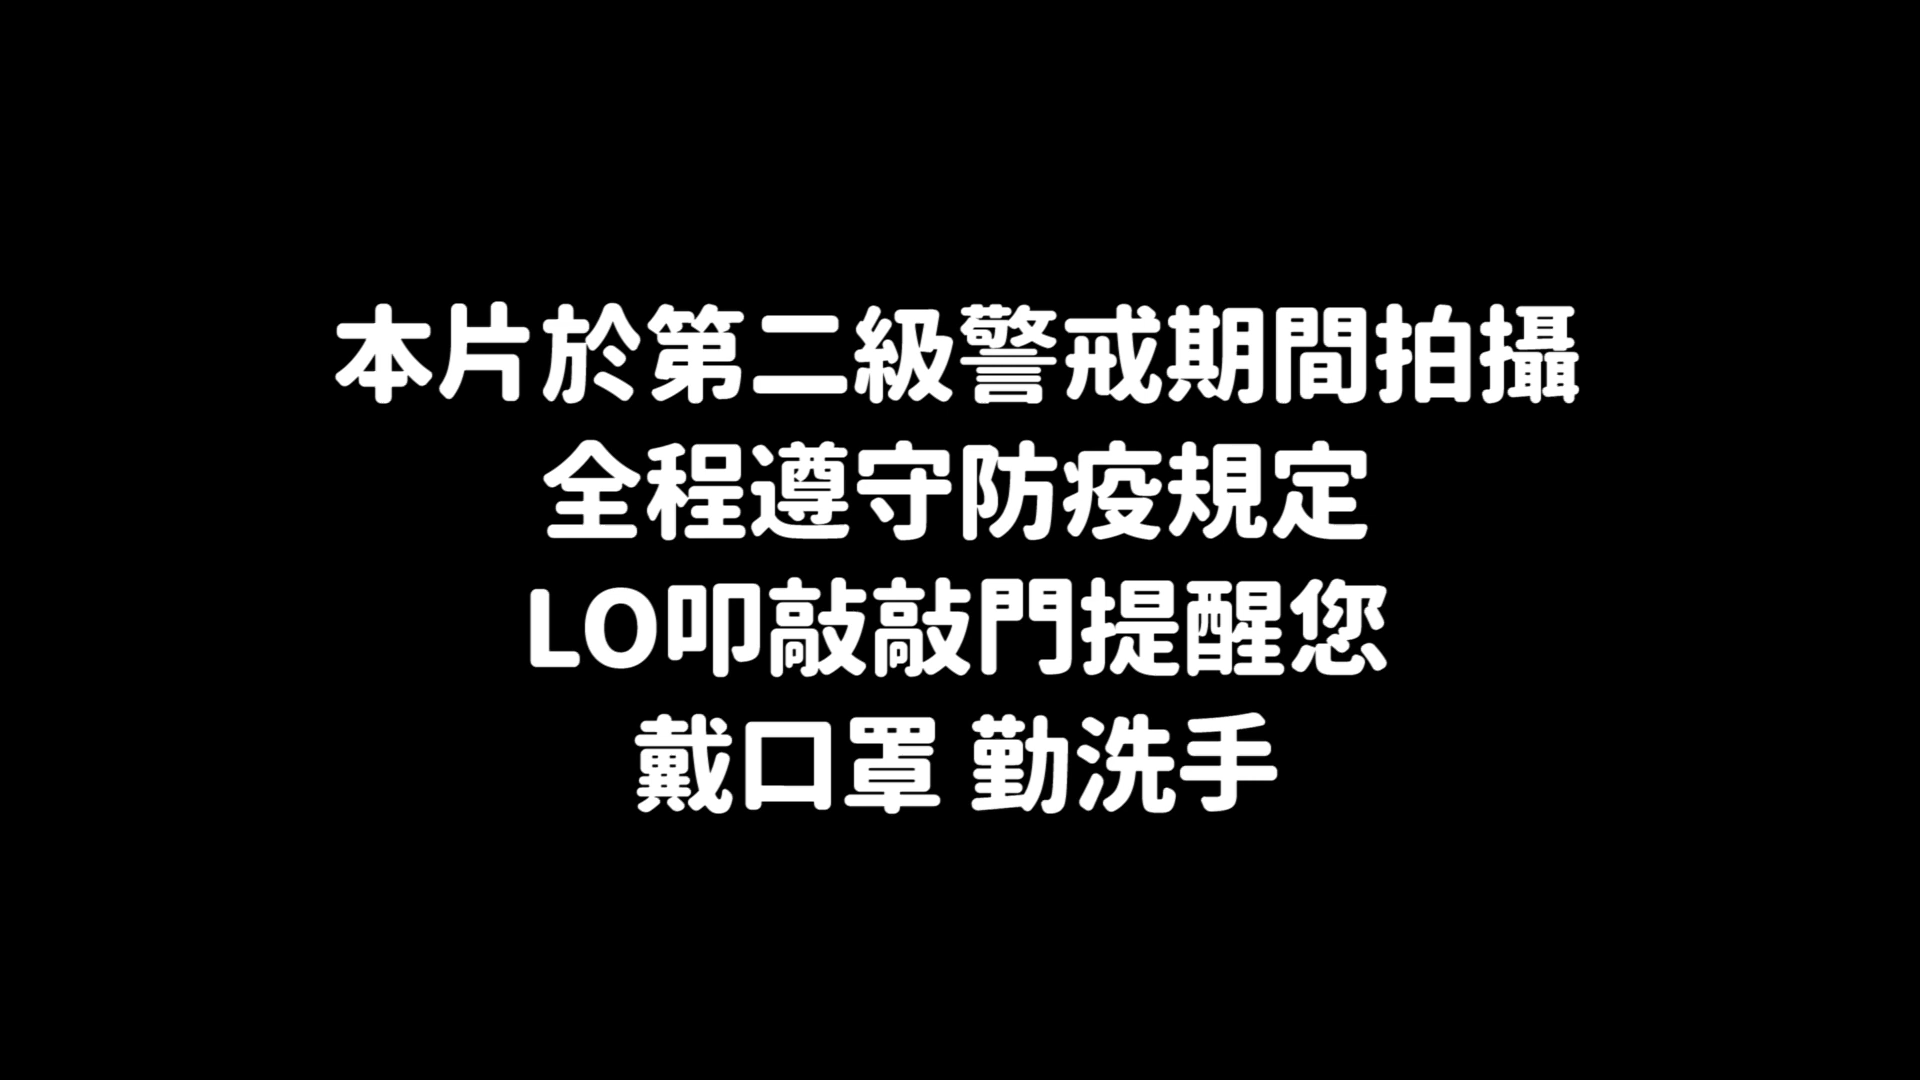 本片於第二級警戒期間拍攝
全程遵守防疫規定
LO叩敲敲門提醒您
戴口罩 勤洗手